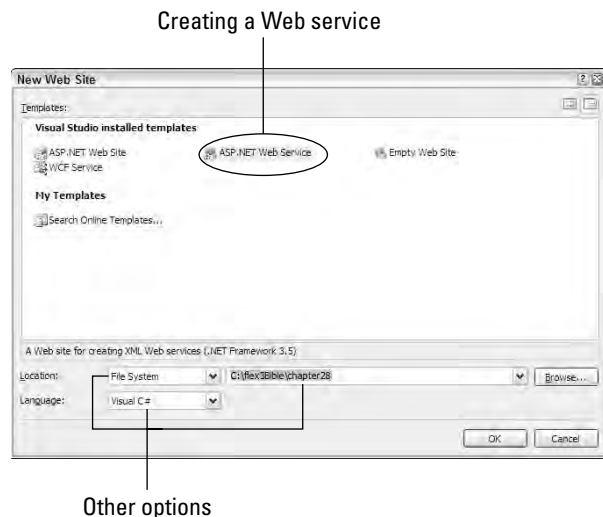 Creating a Web service
New Web Site
Templates:
Visual Studio installed templates
ASP.NET Web Site
ASP.NET Web Service
Empty Web Site
WCF Service
My Templates
Search Online Templates...
A Web site for creating XML Web services (.NET Framework 3.5)
Location:
File System
C:\flex3Bible\chapter28
Browse...
Language:
Visual C#
OK
Cancel
Other options